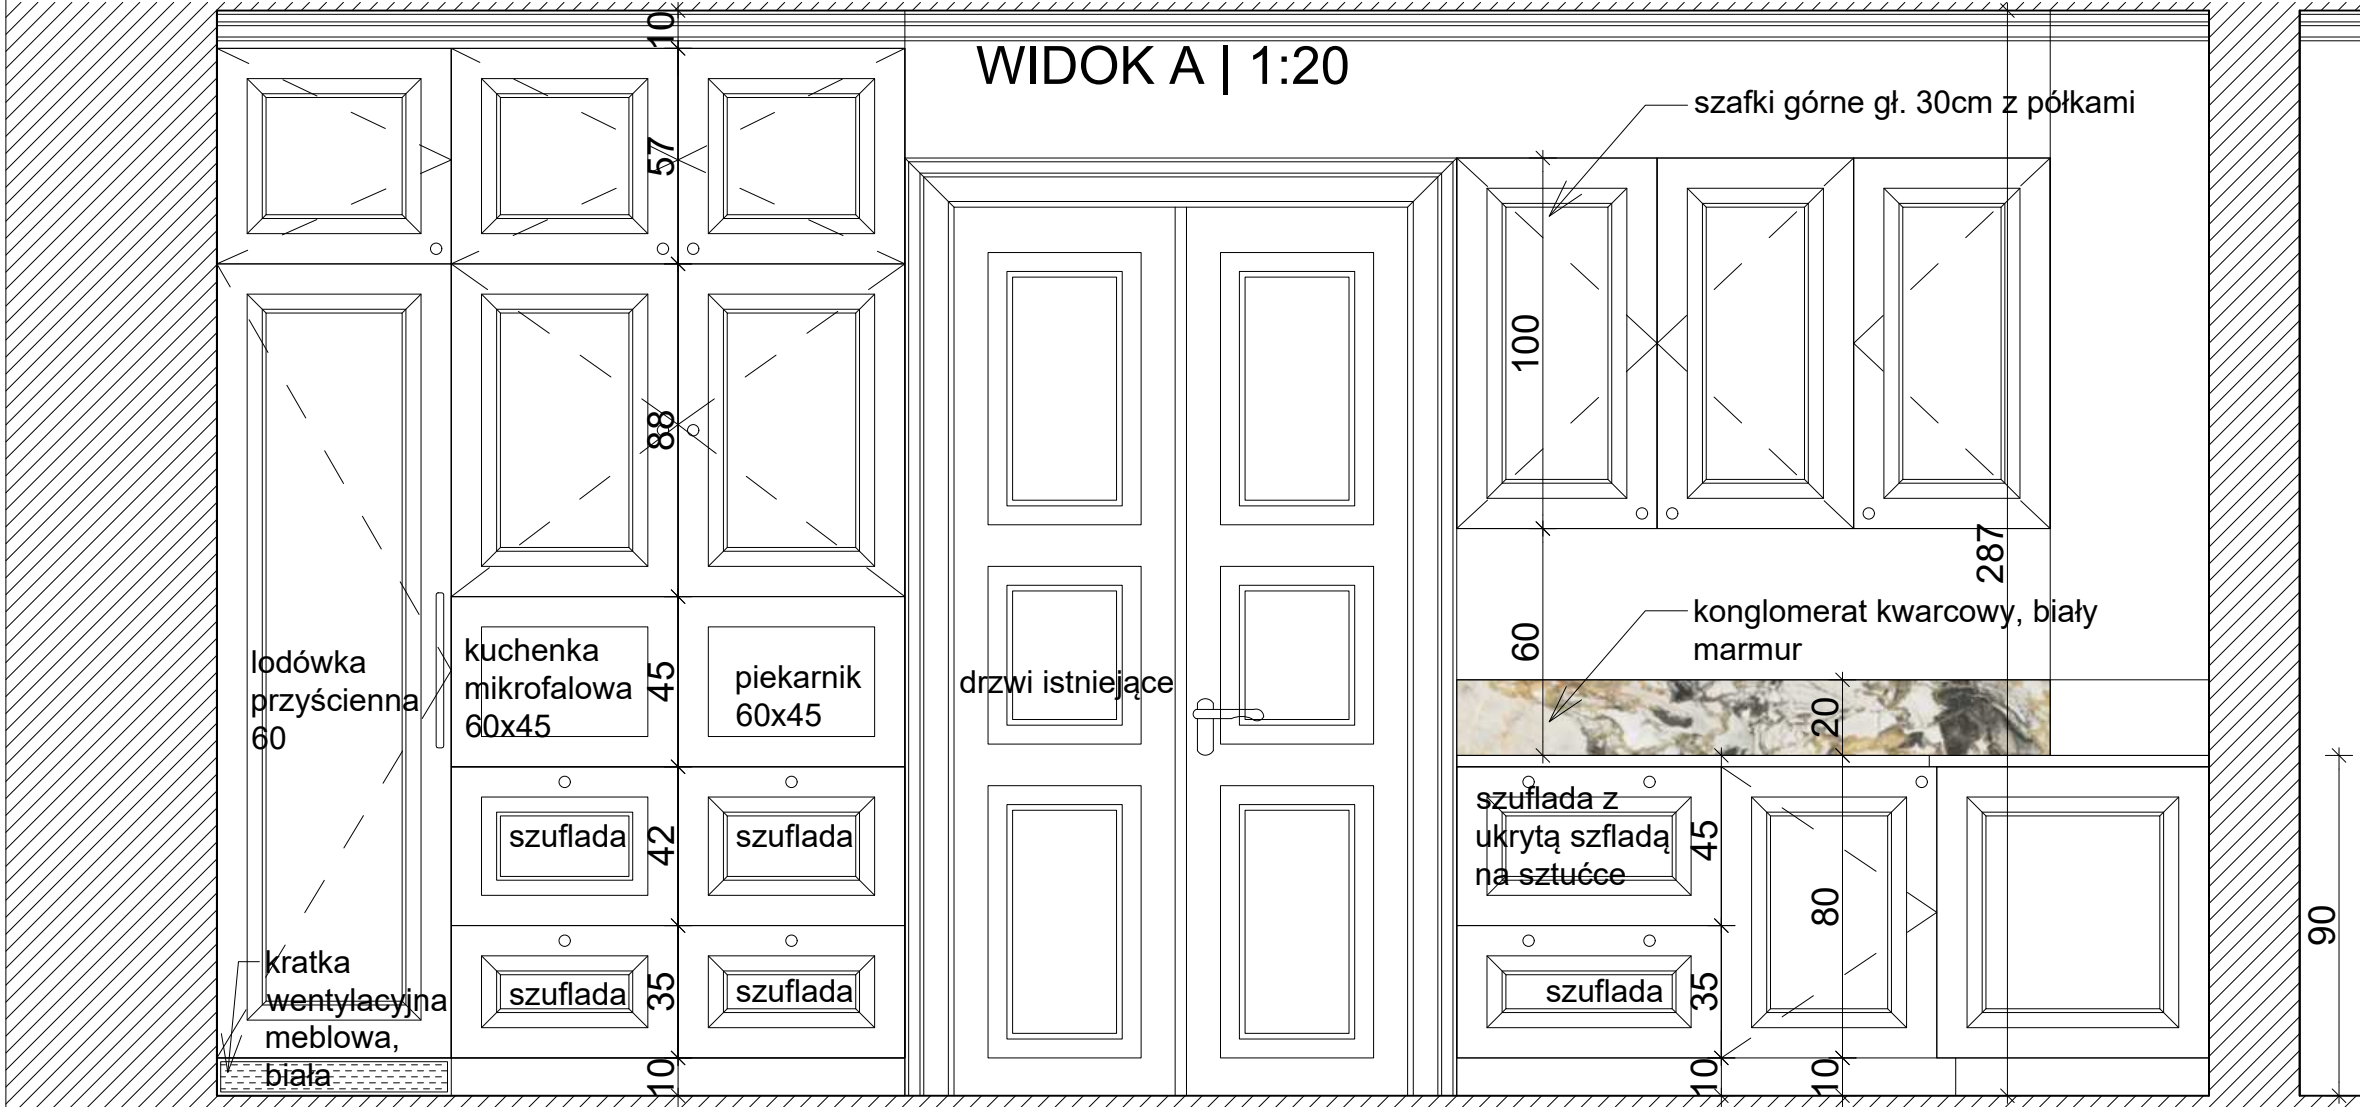 WIDOK A | 1:20
szafki górne gł. 30cm z półkami
10
57
88
45
42
35
10
lodówka
przyścienna
60
kuchenka
mikrofalowa
60x45
piekarnik
60x45
szuflada
szuflada
szuflada
szuflada
kratka
wentylacyjna
meblowa,
biała
drzwi istniejące
100
60
287
konglomerat kwarcowy, biały
marmur
20
szuflada z
ukrytą szfladą
na sztućce
szuflada
45
35
10
80
10
90